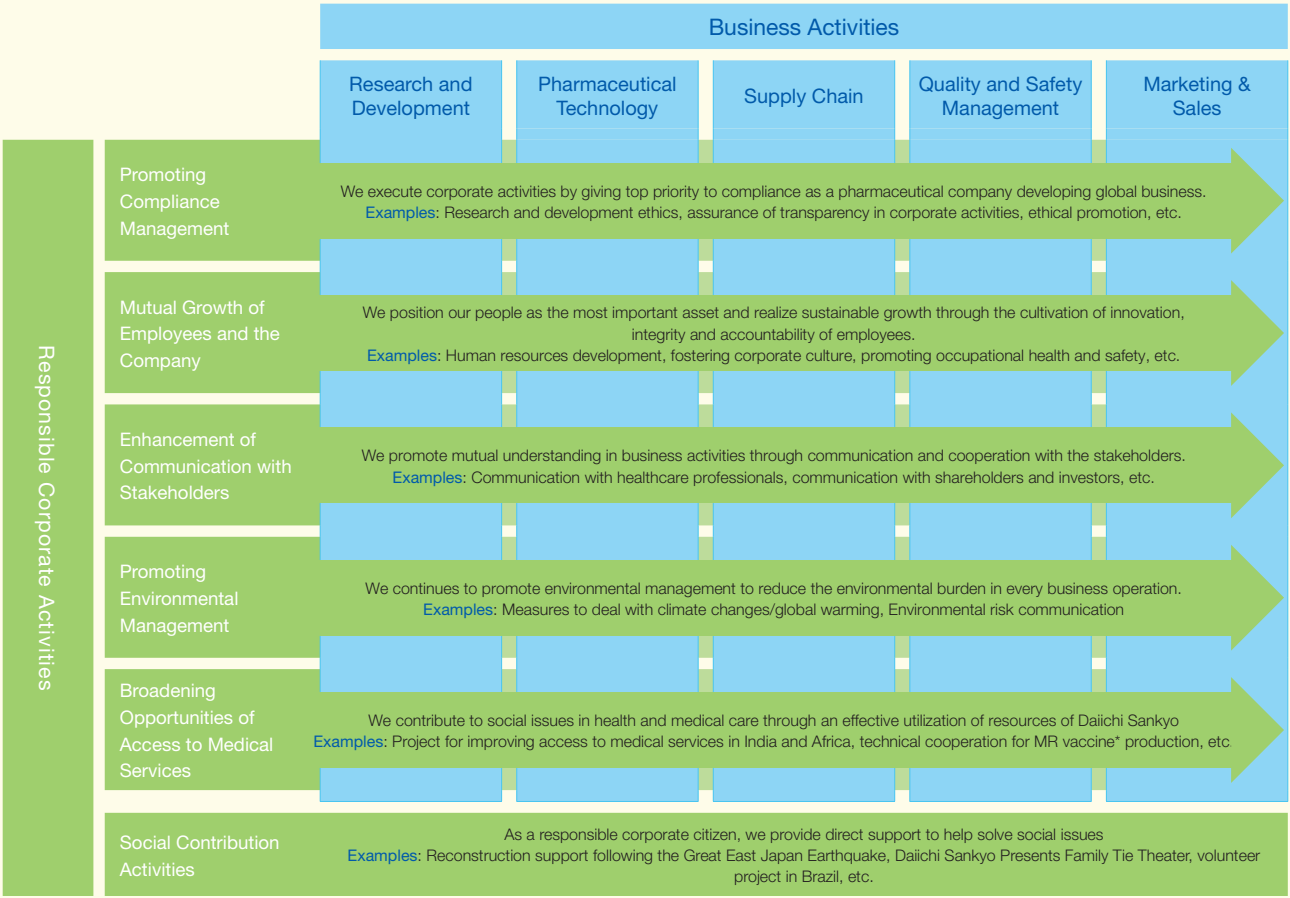 Business Activities
Research and
Development
Pharmaceutical
Technology
Supply Chain
Quality and Safety
Management
Marketing &
Sales
Responsible Corporate Activities
Promoting
Compliance
Management
We execute corporate activities by giving top priority to compliance as a pharmaceutical company developing global business.
Examples: Research and development ethics, assurance of transparency in corporate activities, ethical promotion, etc.
Mutual Growth of
Employees and the
Company
We position our people as the most important asset and realize sustainable growth through the cultivation of innovation,
integrity and accountability of employees.
Examples: Human resources development, fostering corporate culture, promoting occupational health and safety, etc.
Enhancement of
Communication with
Stakeholders
We promote mutual understanding in business activities through communication and cooperation with the stakeholders.
Examples: Communication with healthcare professionals, communication with shareholders and investors, etc.
Promoting
Environmental
Management
We continues to promote environmental management to reduce the environmental burden in every business operation.
Examples: Measures to deal with climate changes/global warming, Environmental risk communication
Broadening
Opportunities of
Access to Medical
Services
We contribute to social issues in health and medical care through an effective utilization of resources of Daiichi Sankyo
Examples: Project for improving access to medical services in India and Africa, technical cooperation for MR vaccine* production, etc.
Social Contribution
Activities
As a responsible corporate citizen, we provide direct support to help solve social issues
Examples: Reconstruction support following the Great East Japan Earthquake, Daiichi Sankyo Presents Family Tie Theater, volunteer
project in Brazil, etc.